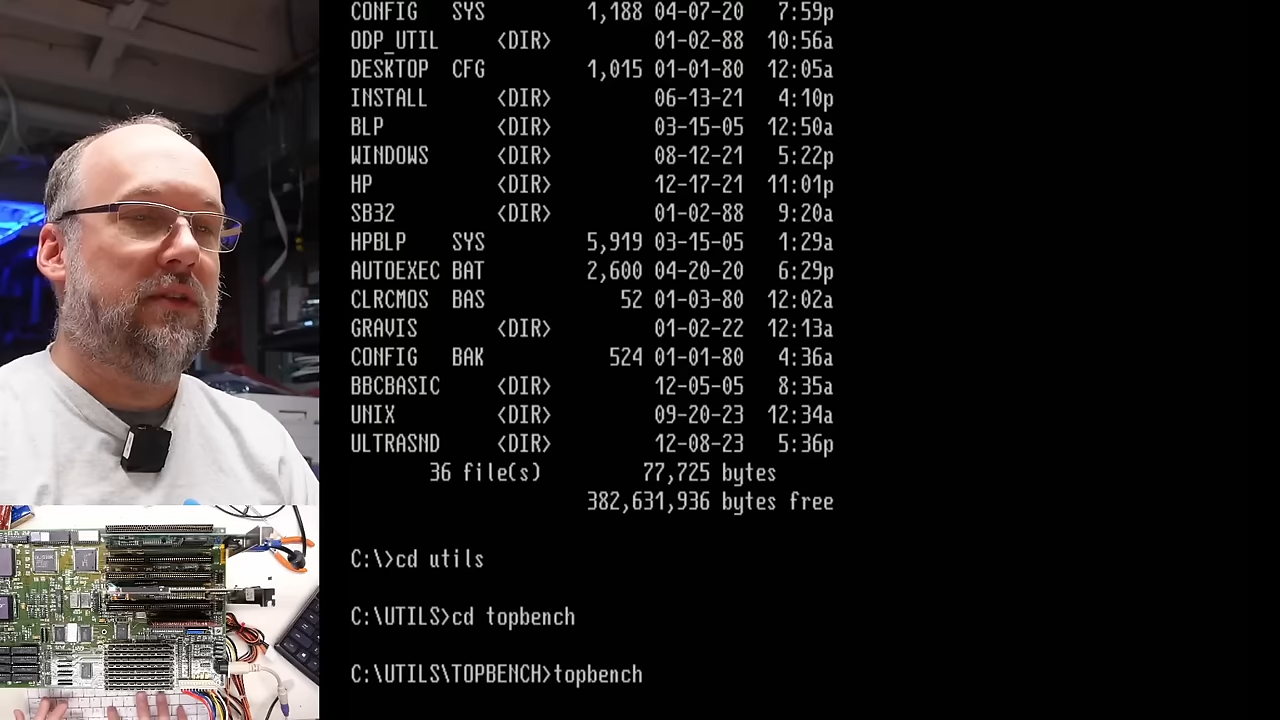 CONFIG SYS 1,188 04-07-20 7:59p
ODP_UTIL <DIR> 01-02-88 10:56a
DESKTOP CFG 1,015 01-01-80 12:05a
INSTALL <DIR> 06-13-21 4:10p
BLP <DIR> 03-15-05 12:50a
WINDOWS <DIR> 08-12-21 5:22p
HP <DIR> 12-17-21 11:01p
SB32 <DIR> 01-02-88 9:20a
HPBLP SYS 5,919 03-15-05 1:29a
AUTOEXEC BAT 2,600 04-20-20 6:29p
CLRCMOS BAS 52 01-03-80 12:02a
GRAVIS <DIR> 01-02-22 12:13a
CONFIG BAK 524 01-01-80 4:36a
BBCBASIC <DIR> 12-05-05 8:35a
UNIX <DIR> 09-20-23 12:34a
ULTRASND <DIR> 12-08-23 5:36p
36 file(s) 77,725 bytes
382,631,936 bytes free
C:\>cd utils
C:\UTILS>cd topbench
C:\UTILS\TOPBENCH>topbench